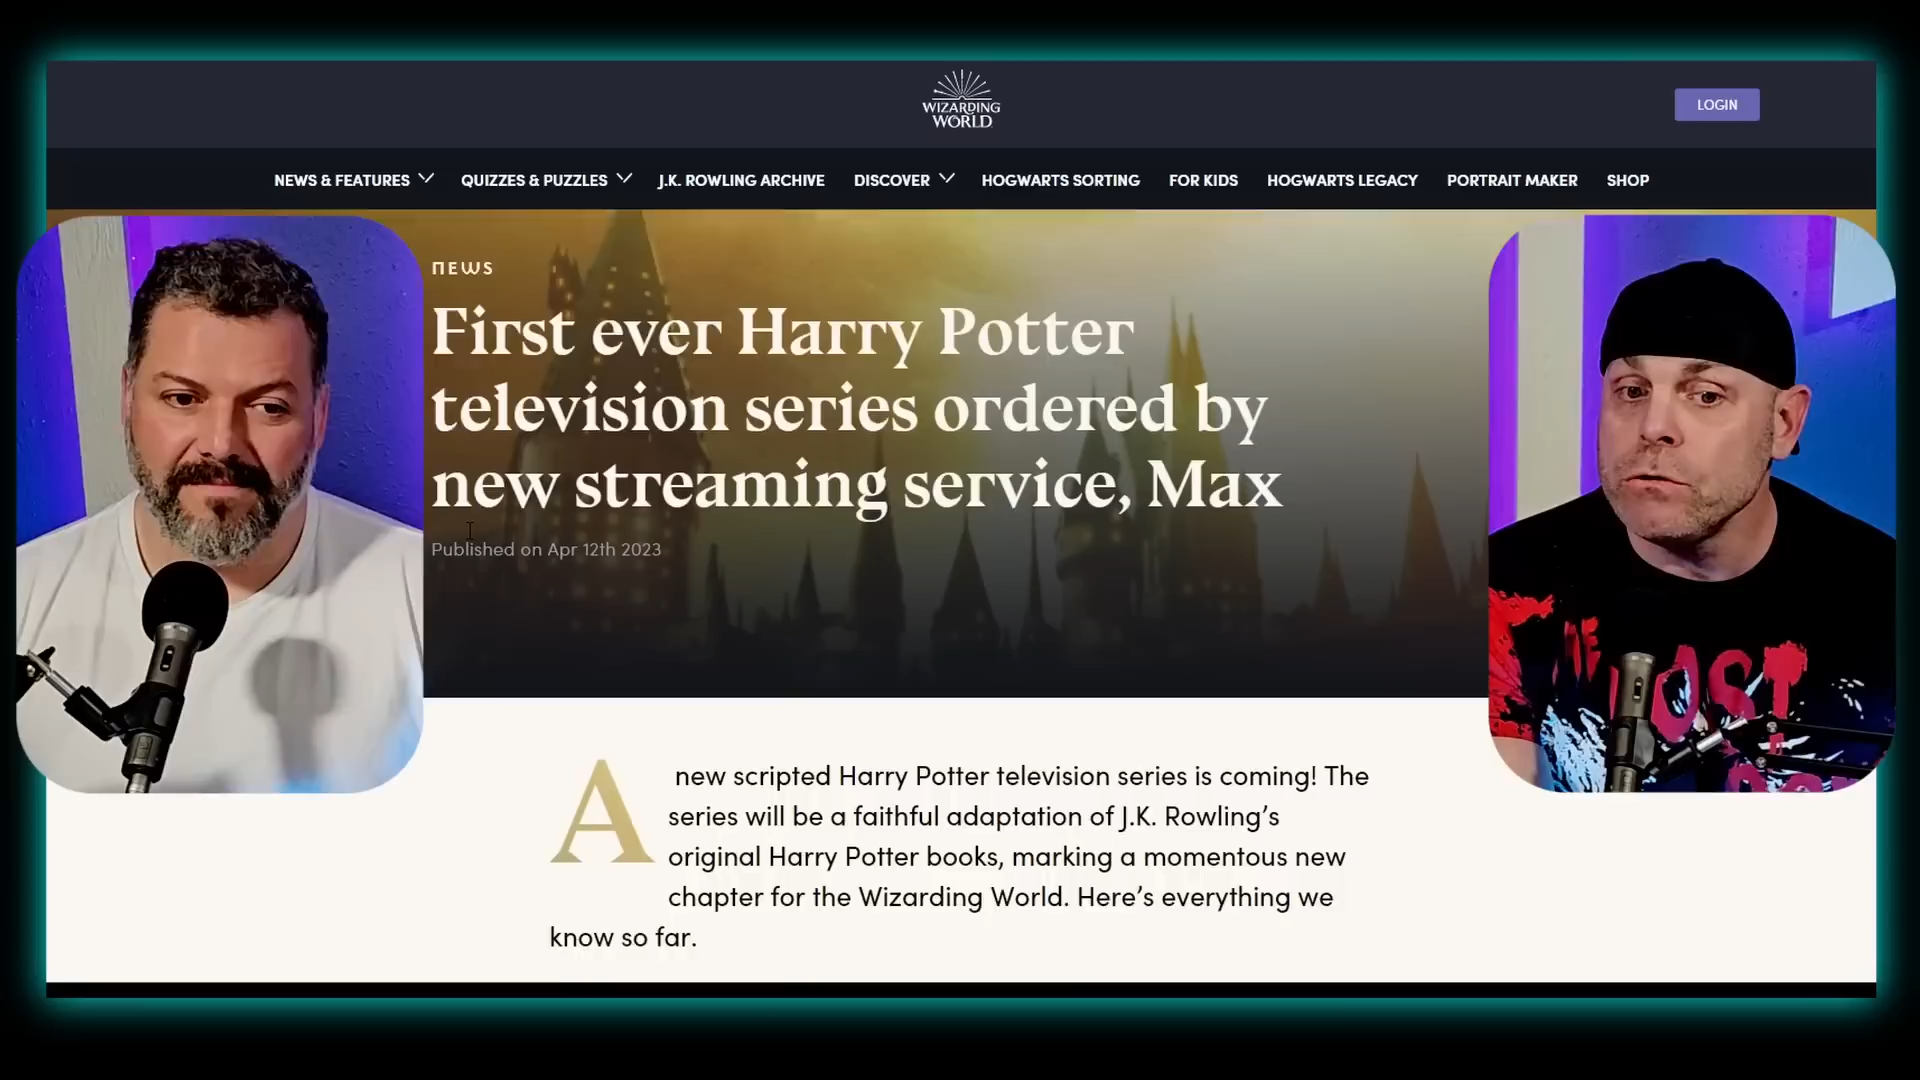 WIZARDING
WORLD
LOGIN
NEWS & FEATURES QUIZZES & PUZZLES J.K. ROWLING ARCHIVE DISCOVER HOGWARTS SORTING FOR KIDS HOGWARTS LEGACY PORTRAIT MAKER SHOP
NEWS
First ever Harry Potter
television series ordered by
new streaming service, Max
Published on Apr 12th 2023
A new scripted Harry Potter television series is coming! The
series will be a faithful adaptation of J.K. Rowling's
original Harry Potter books, marking a momentous new
chapter for the Wizarding World. Here's everything we
know so far.
THE
LOST